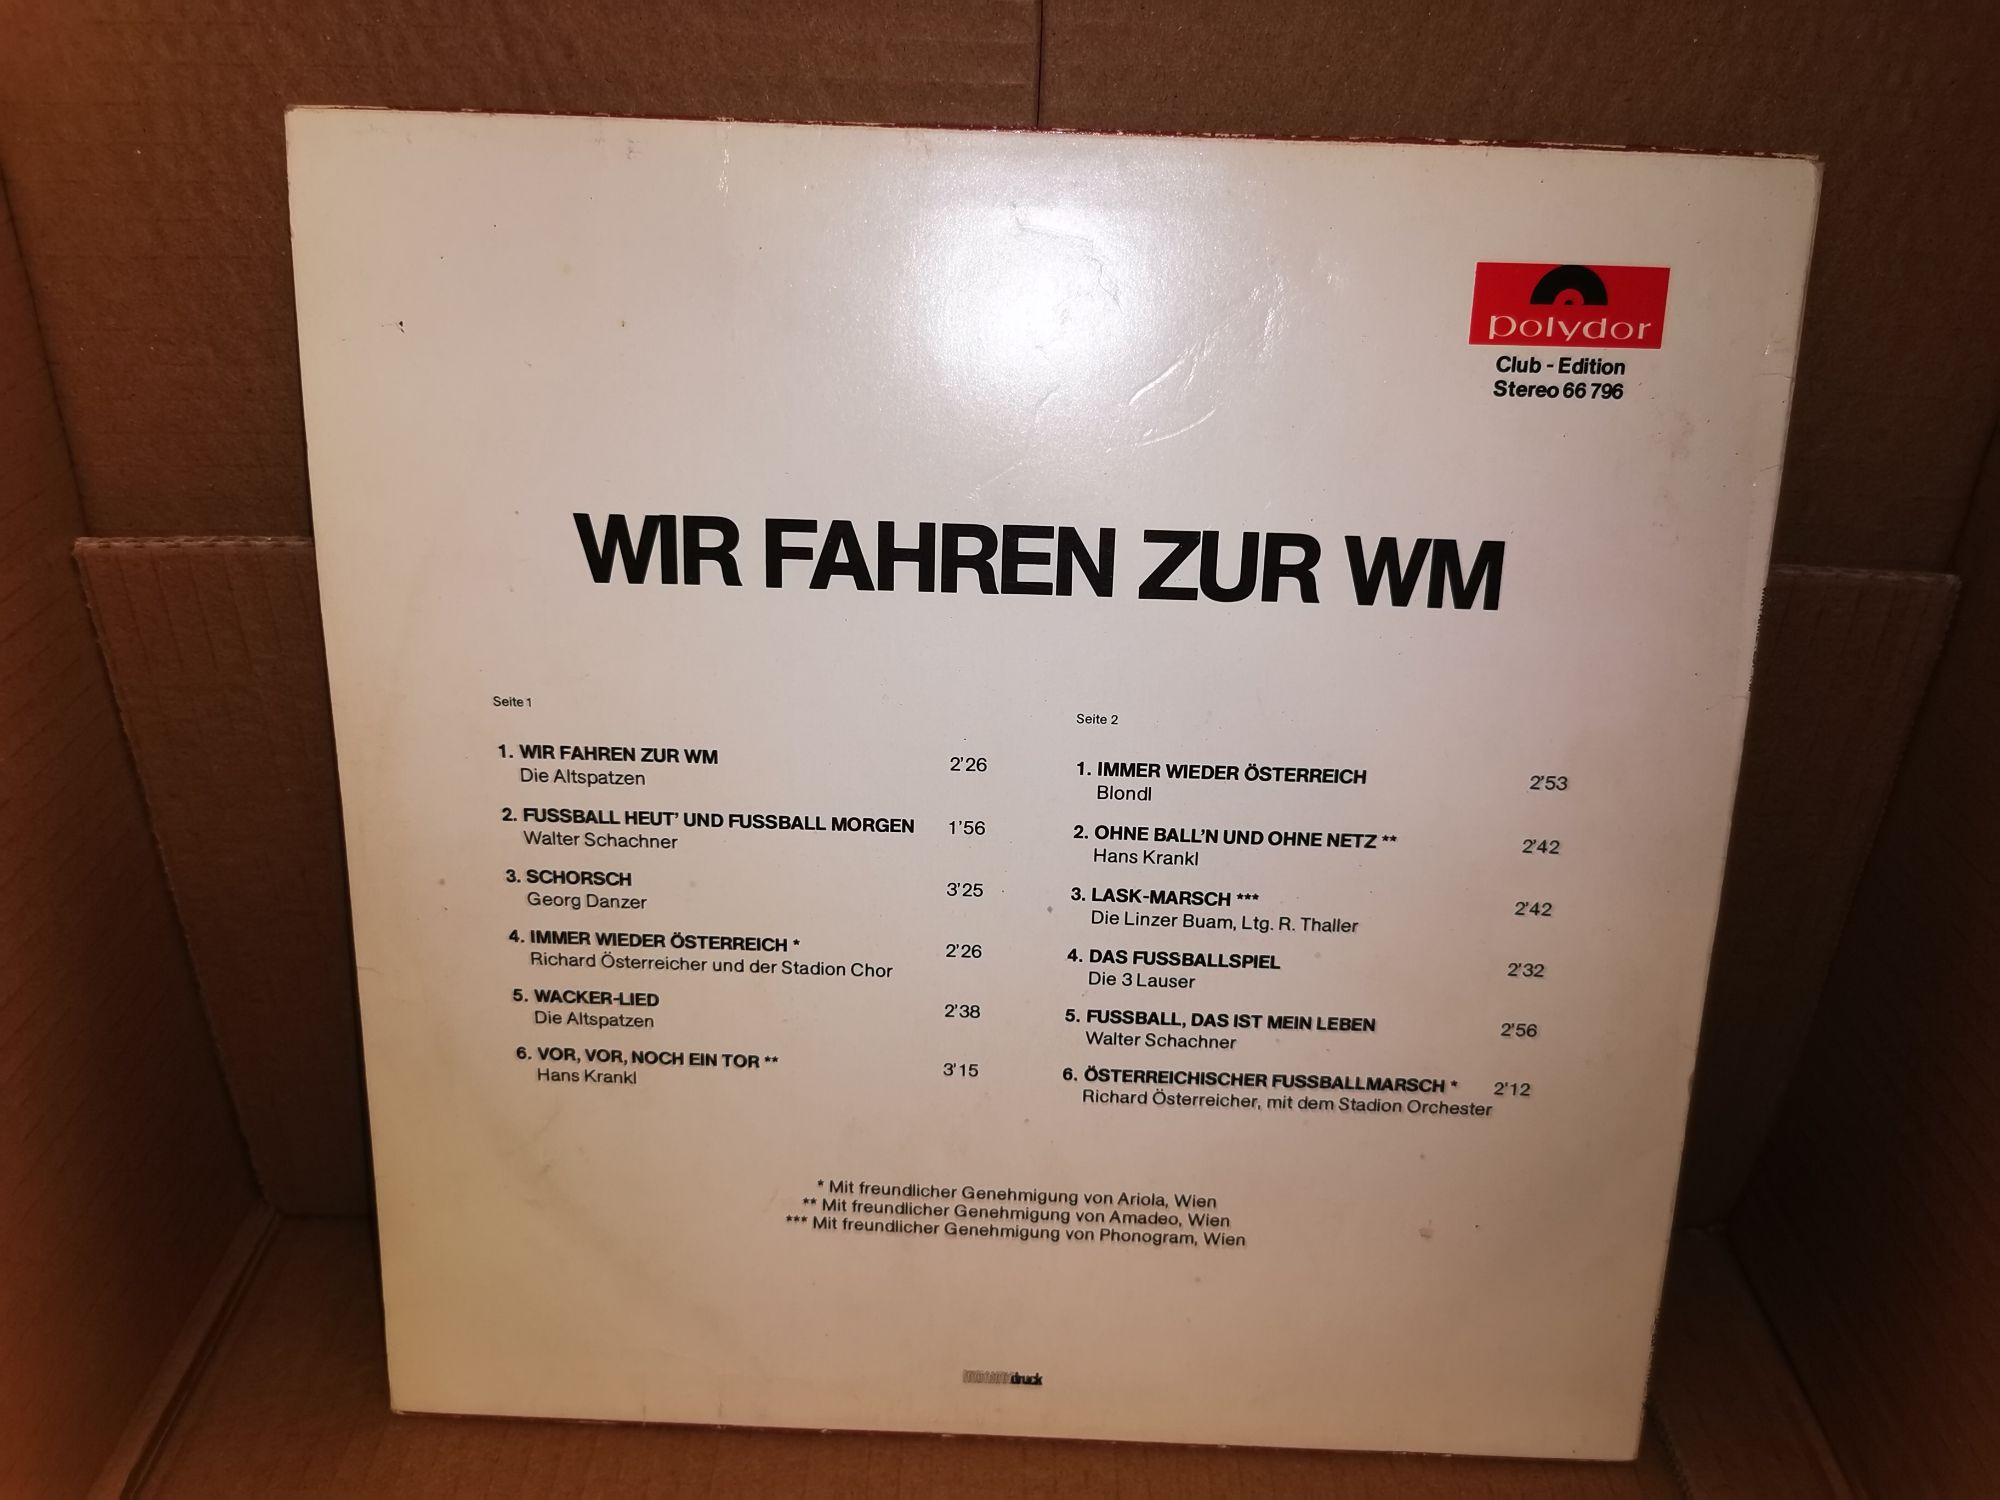 polydor
Club - Edition
Stereo 66 796
WIR FAHREN ZUR WM
Seite 1
1. WIR FAHREN ZUR WM 2'26
Die Altspatzen
2. FUSSBALL HEUT' UND FUSSBALL MORGEN 1'56
Walter Schachner
3. SCHORSCH 3'25
Georg Danzer
4. IMMER WIEDER ÖSTERREICH * 2'26
Richard Österreicher und der Stadion Chor
5. WACKER-LIED 2'38
Die Altspatzen
6. VOR, VOR, NOCH EIN TOR ** 3'15
Hans Krankl
Seite 2
1. IMMER WIEDER ÖSTERREICH 2'53
Blondl
2. OHNE BALL'N UND OHNE NETZ ** 2'42
Hans Krankl
3. LASK-MARSCH *** 2'42
Die Linzer Buam, Ltg. R. Thaller
4. DAS FUSSBALLSPIEL 2'32
Die 3 Lauser
5. FUSSBALL, DAS IST MEIN LEBEN 2'56
Walter Schachner
6. ÖSTERREICHISCHER FUSSBALLMARSCH * 2'12
Richard Österreicher, mit dem Stadion Orchester
* Mit freundlicher Genehmigung von Ariola, Wien
** Mit freundlicher Genehmigung von Amadeo, Wien
*** Mit freundlicher Genehmigung von Phonogram, Wien
druck